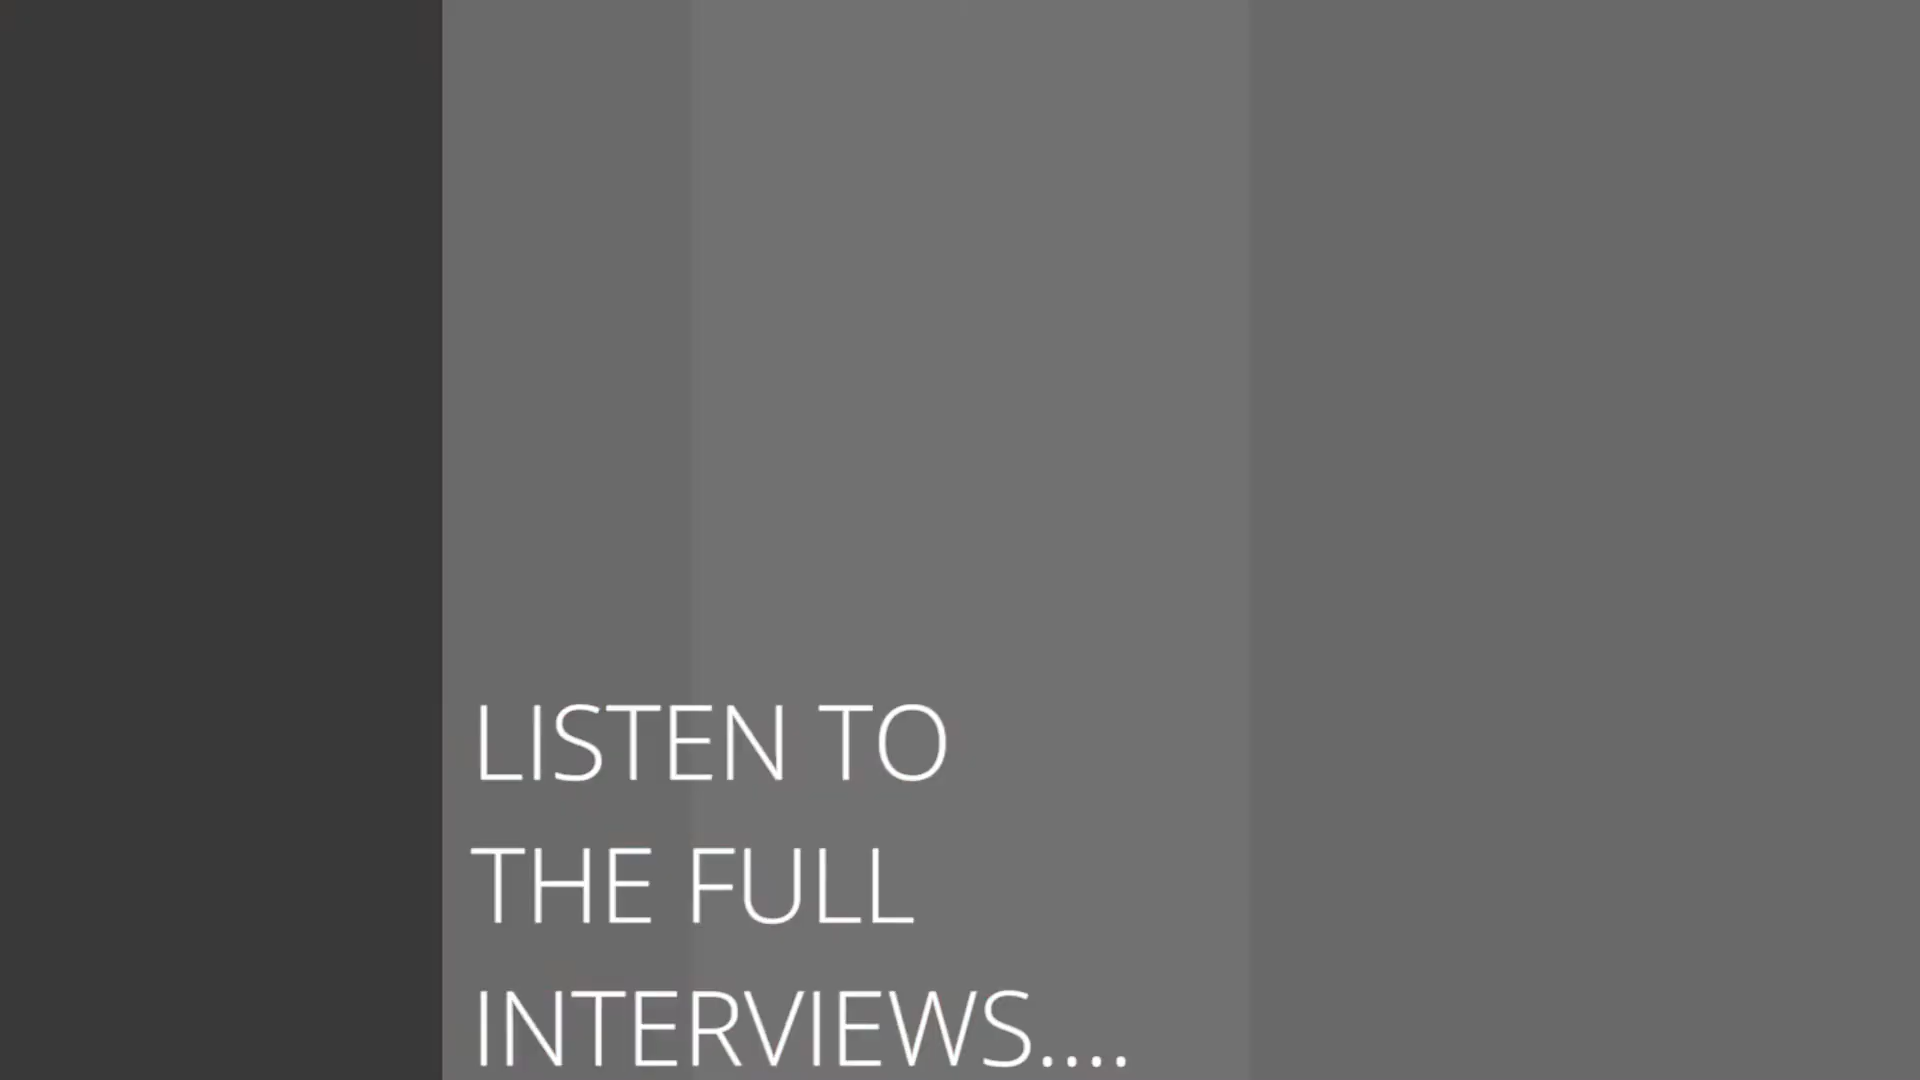 LISTEN TO
THE FULL
INTERVIEWS....